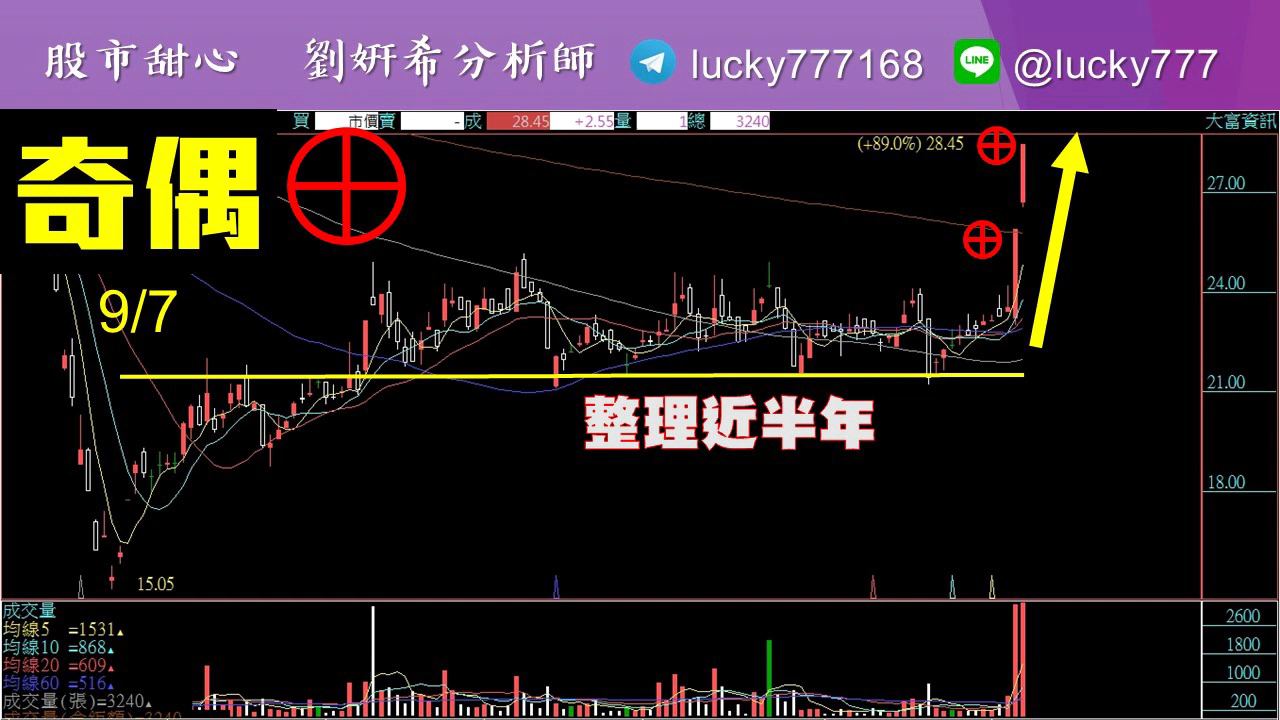 股市甜心 劉妍希分析師 lucky777168 LINE @lucky777
買 市價賣 -成 28.45 +2.55量 1總 3240 大富資訊
奇偶
(+89.0%) 28.45
27.00
24.00
9/7
21.00
整理近半年
18.00
15.05
成交量
均線5 =1531▲
均線10 =868▲
均線20 =609▲
均線60 =516▲
成交量(張)=3240▲
2600
1800
1000
200